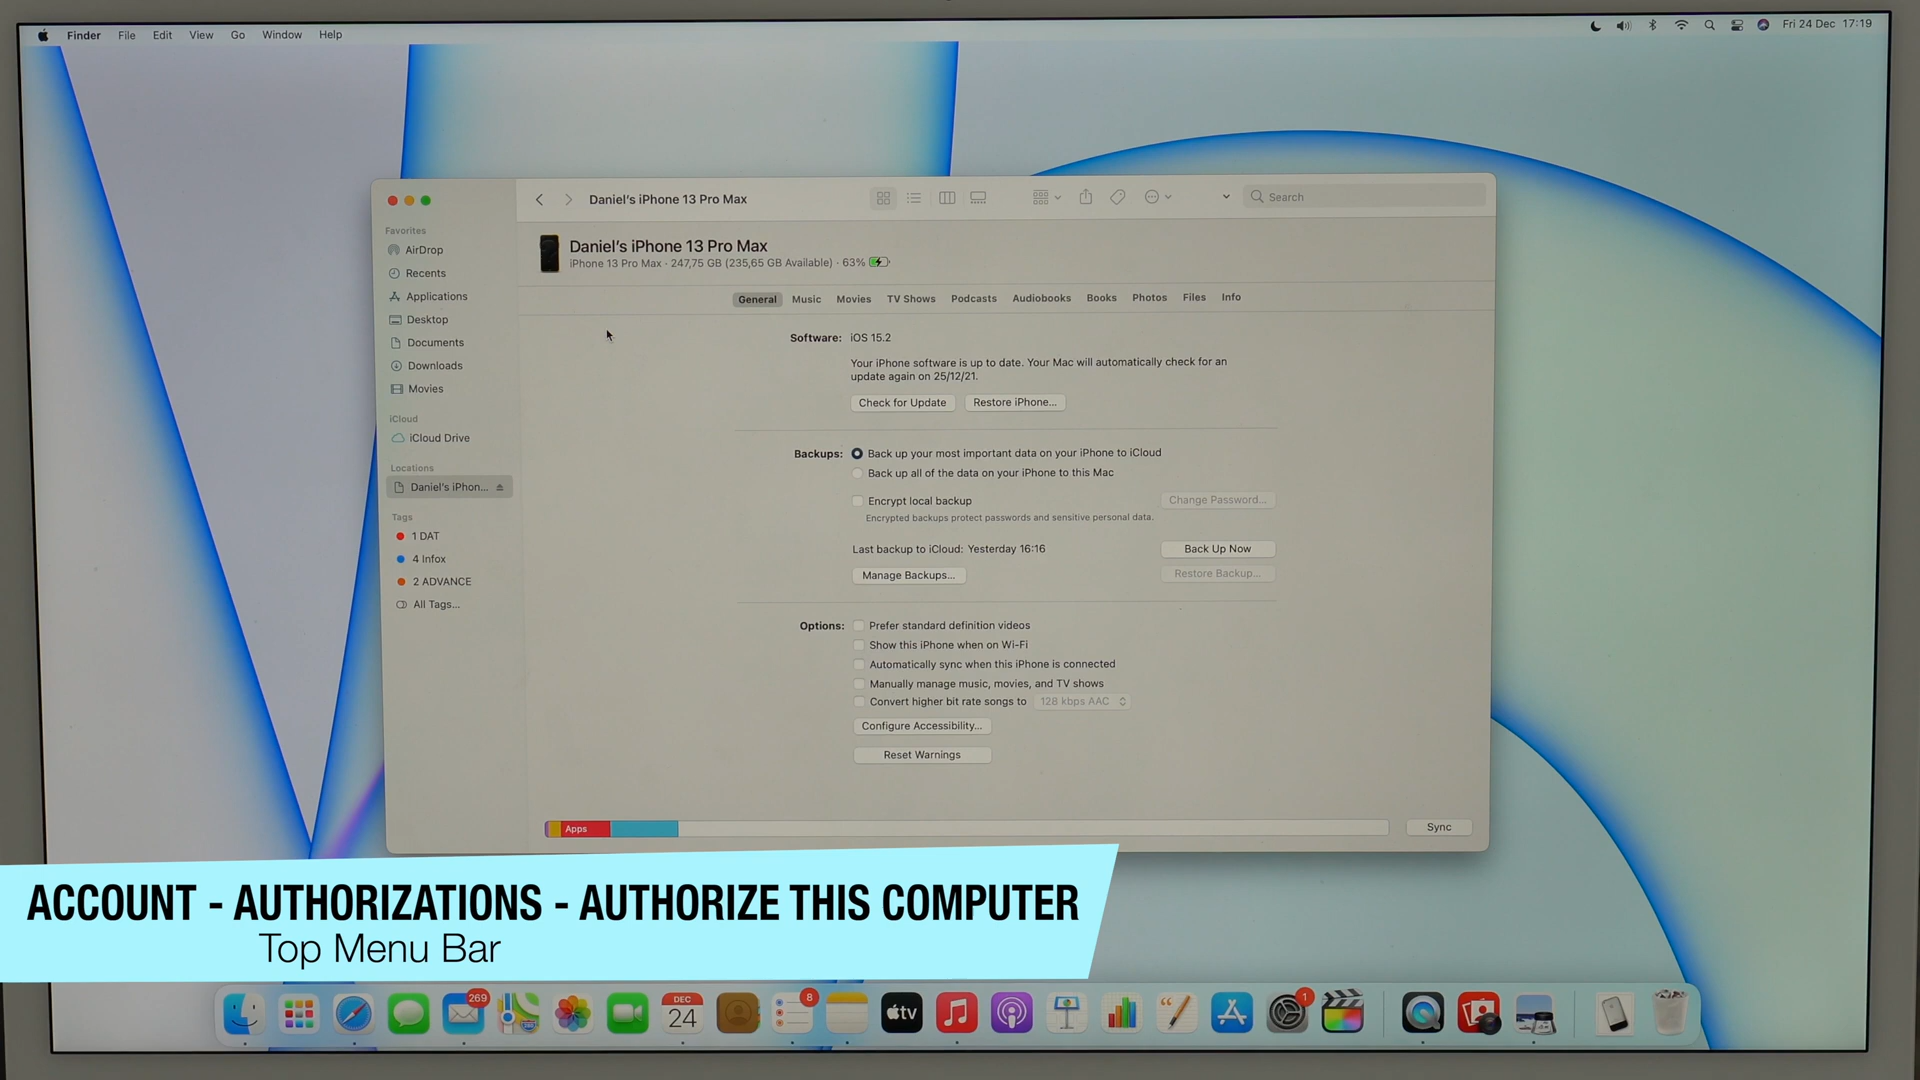 Finder File Edit View Go Window Help
Fri 24 Dec 17:19
Daniel's iPhone 13 Pro Max
Search
Favorites
AirDrop
Recents
Applications
Desktop
Documents
Downloads
Movies
iCloud
iCloud Drive
Locations
Daniel's iPhon...
Tags
1 DAT
4 Infox
2 ADVANCE
All Tags...
Daniel's iPhone 13 Pro Max
iPhone 13 Pro Max · 247,75 GB (235,65 GB Available) · 63%
General Music Movies TV Shows Podcasts Audiobooks Books Photos Files Info
Software: iOS 15.2
Your iPhone software is up to date. Your Mac will automatically check for an
update again on 25/12/21.
Check for Update Restore iPhone...
Backups: Back up your most important data on your iPhone to iCloud
Back up all of the data on your iPhone to this Mac
Encrypt local backup Change Password...
Encrypted backups protect passwords and sensitive personal data.
Last backup to iCloud: Yesterday 16:16 Back Up Now
Manage Backups... Restore Backup...
Options: Prefer standard definition videos
Show this iPhone when on Wi-Fi
Automatically sync when this iPhone is connected
Manually manage music, movies, and TV shows
Convert higher bit rate songs to 128 kbps AAC
Configure Accessibility...
Reset Warnings
Apps
Sync
ACCOUNT - AUTHORIZATIONS - AUTHORIZE THIS COMPUTER
Top Menu Bar
269
DEC
24
8
tv
1